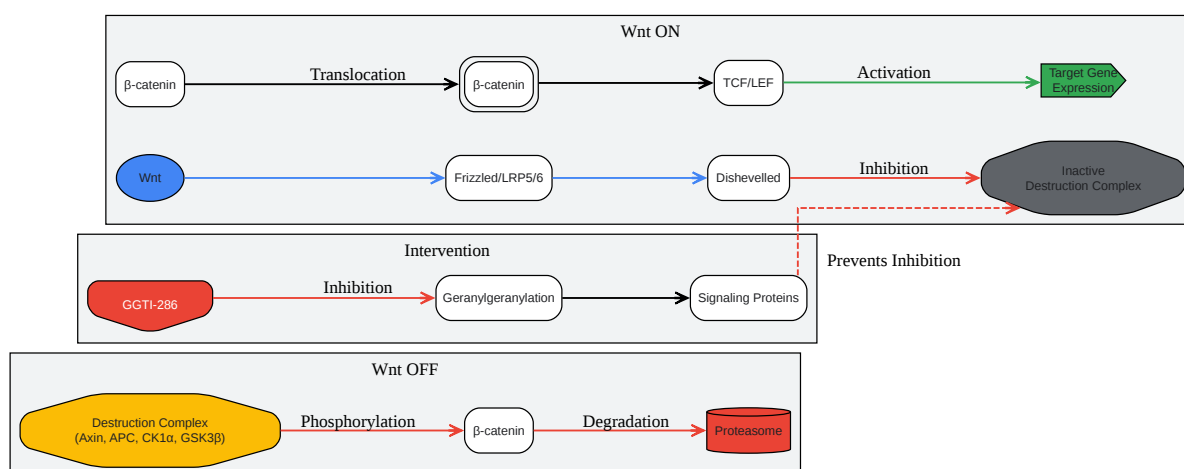 Wnt ON
β-catenin
Translocation
β-catenin
TCF/LEF
Activation
Target Gene
Expression
Wnt
Frizzled/LRP5/6
Dishevelled
Inhibition
Inactive
Destruction Complex
Intervention
Prevents Inhibition
GGTI-286
Inhibition
Geranylgeranylation
Signaling Proteins
Wnt OFF
Destruction Complex
(Axin, APC, CK1α, GSK3β)
Phosphorylation
β-catenin
Degradation
Proteasome